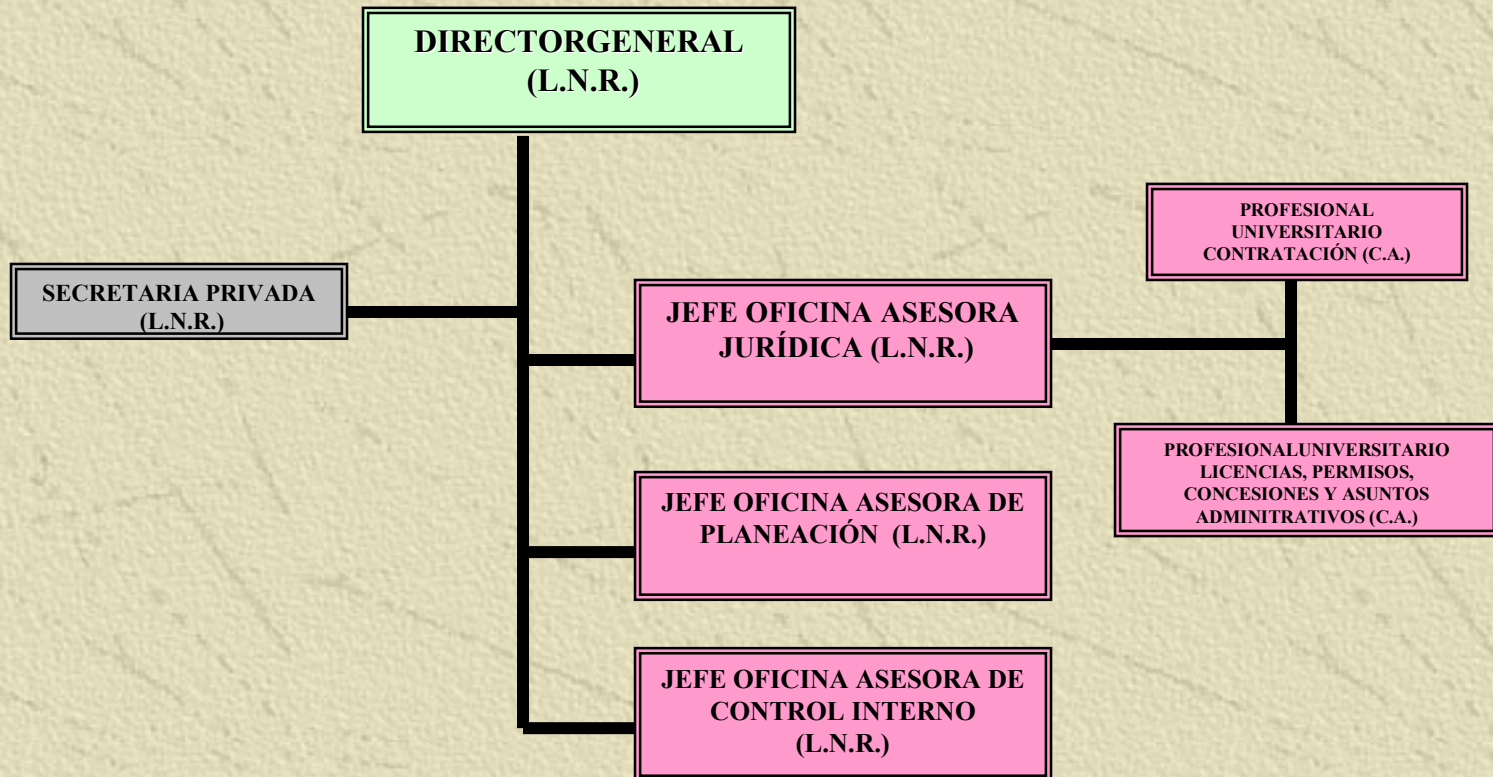 DIRECTORGENERAL
(L.N.R.)
PROFESIONAL
UNIVERSITARIO
CONTRATACIÓN (C.A.)
SECRETARIA PRIVADA
(L.N.R.)
JEFE OFICINA ASESORA
JURÍDICA (L.N.R.)
PROFESIONALUNIVERSITARIO
LICENCIAS, PERMISOS,
CONCESIONES Y ASUNTOS
ADMINITRATIVOS (C.A.)
JEFE OFICINA ASESORA DE
PLANEACIÓN (L.N.R.)
JEFE OFICINA ASESORA DE
CONTROL INTERNO
(L.N.R.)